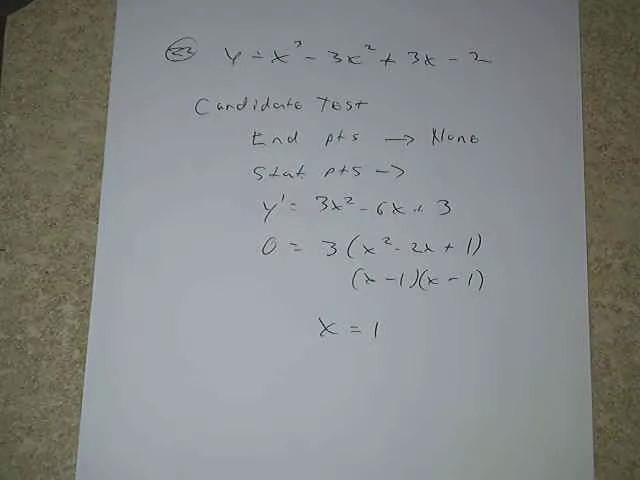 23 y = x³ - 3x² + 3x - 2
Candidate Test
End pts → None
Stat. pts →
y' = 3x² - 6x + 3
0 = 3(x² - 2x + 1)
(x - 1)(x - 1)
x = 1